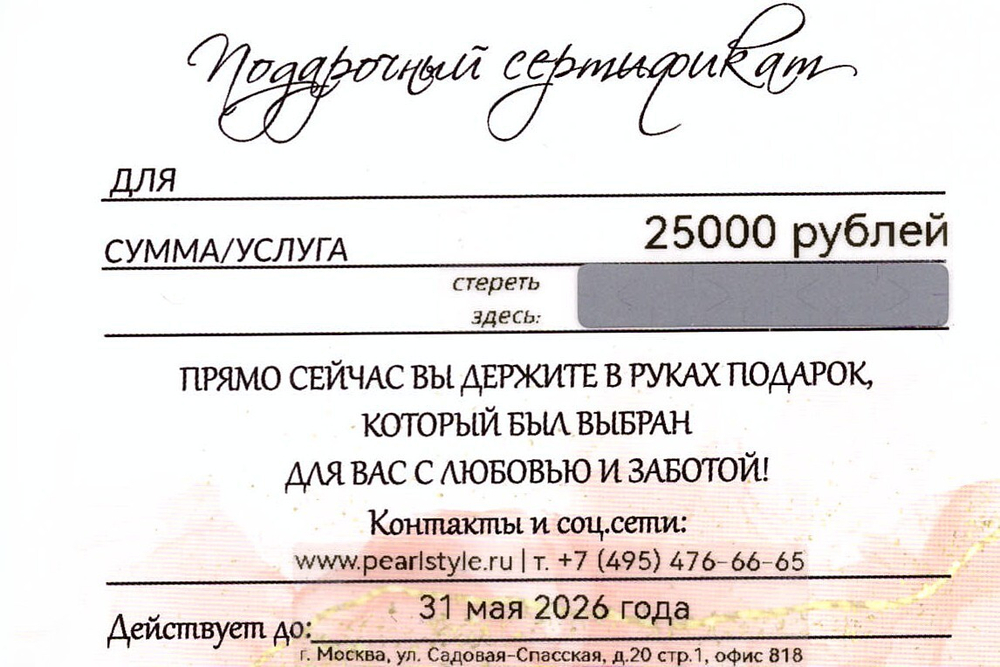 Подарочный сертификат
ДЛЯ
25000 рублей
СУММА/УСЛУГА
стереть
здесь:
ПРЯМО СЕЙЧАС ВЫ ДЕРЖИТЕ В РУКАХ ПОДАРОК,
КОТОРЫЙ БЫЛ ВЫБРАН
ДЛЯ ВАС С ЛЮБОВЬЮ И ЗАБОТОЙ!
Контакты и соц.сети:
www.pearlstyle.ru | т. +7 (495) 476-66-65
31 мая 2026 года
Действует до:
г. Москва, ул. Садовая-Спасская, д.20 стр.1, офис 818